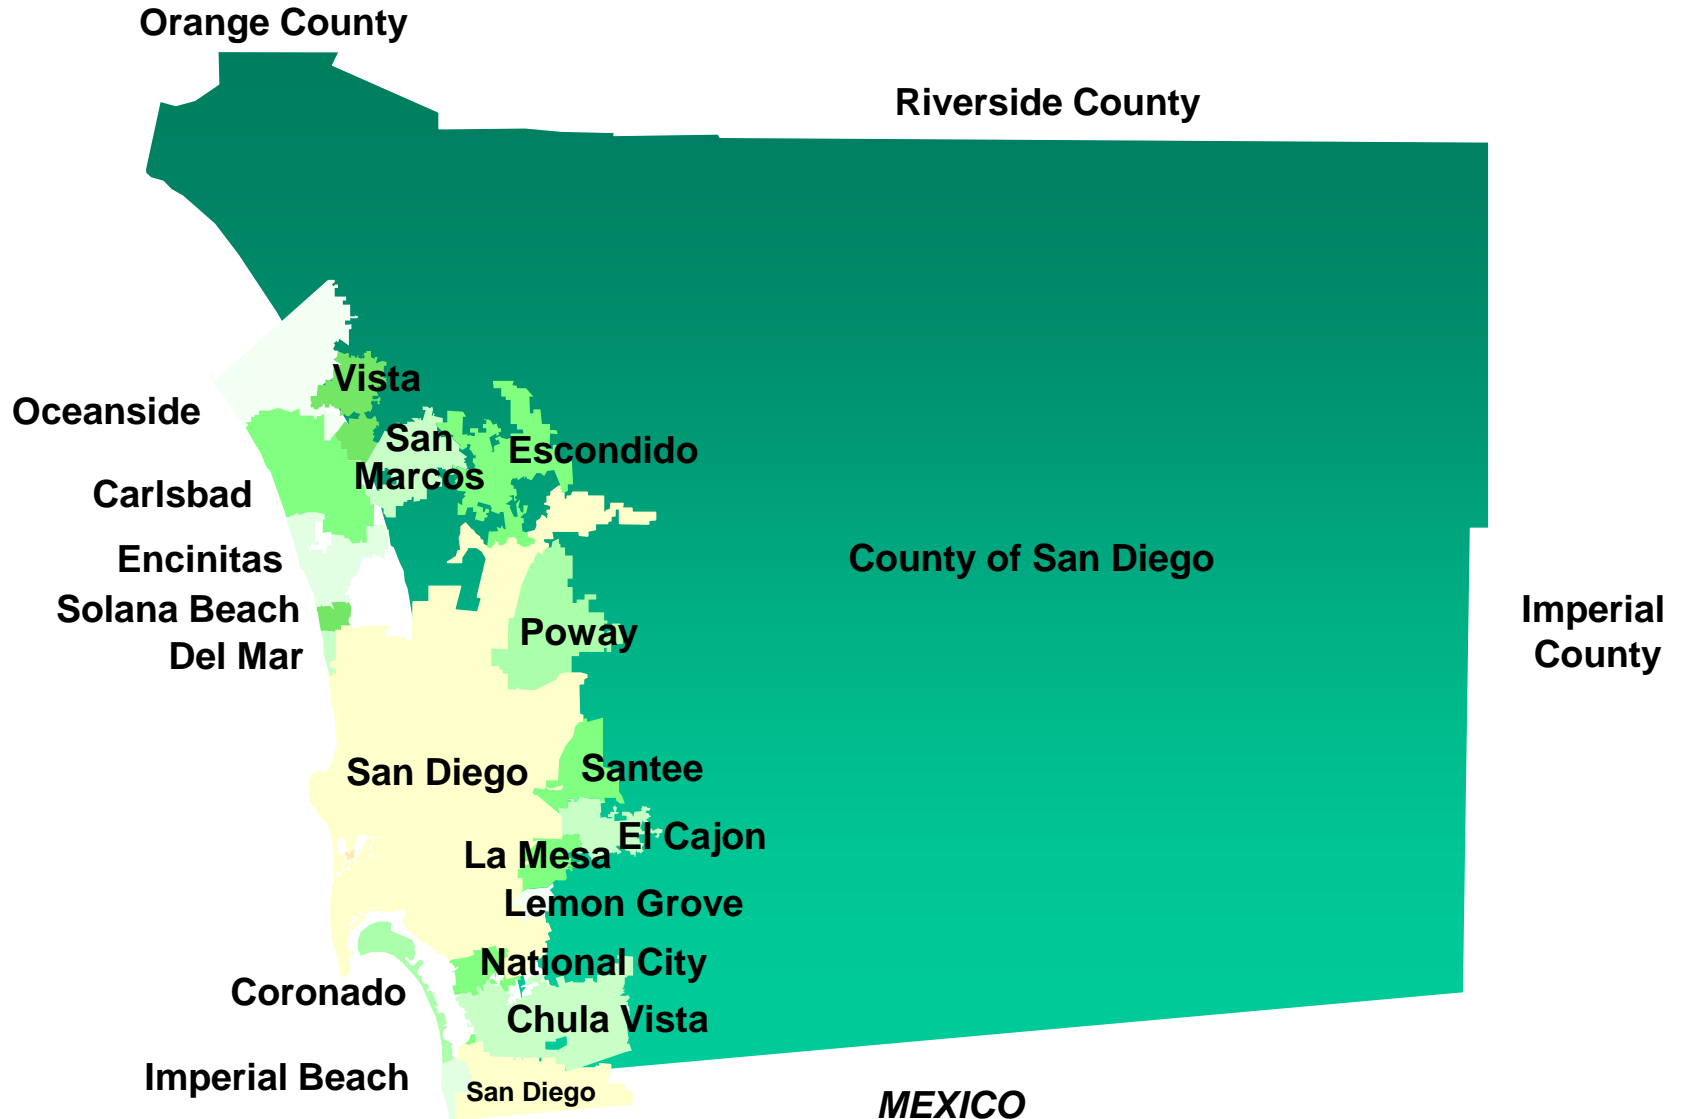 Orange County
Riverside County
Vista
Oceanside
San
Marcos
Escondido
Carlsbad
Encinitas
County of San Diego
Solana Beach
Imperial
County
Poway
Del Mar
San Diego
Santee
El Cajon
La Mesa
Lemon Grove
National City
Coronado
Chula Vista
Imperial Beach
San Diego
MEXICO